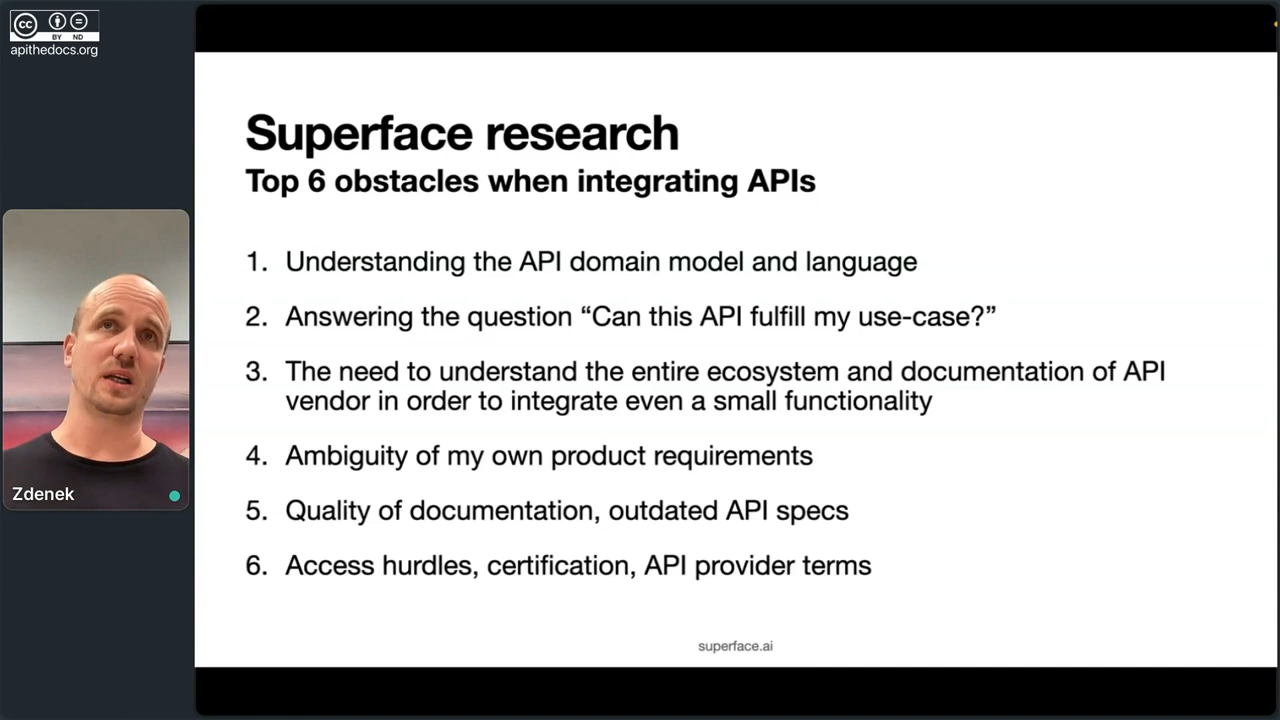 cc
BY ND
apithedocs.org
Superface research
Top 6 obstacles when integrating APIs
1. Understanding the API domain model and language
2. Answering the question “Can this API fulfill my use-case?”
3. The need to understand the entire ecosystem and documentation of API
vendor in order to integrate even a small functionality
4. Ambiguity of my own product requirements
5. Quality of documentation, outdated API specs
6. Access hurdles, certification, API provider terms
Zdenek
superface.ai